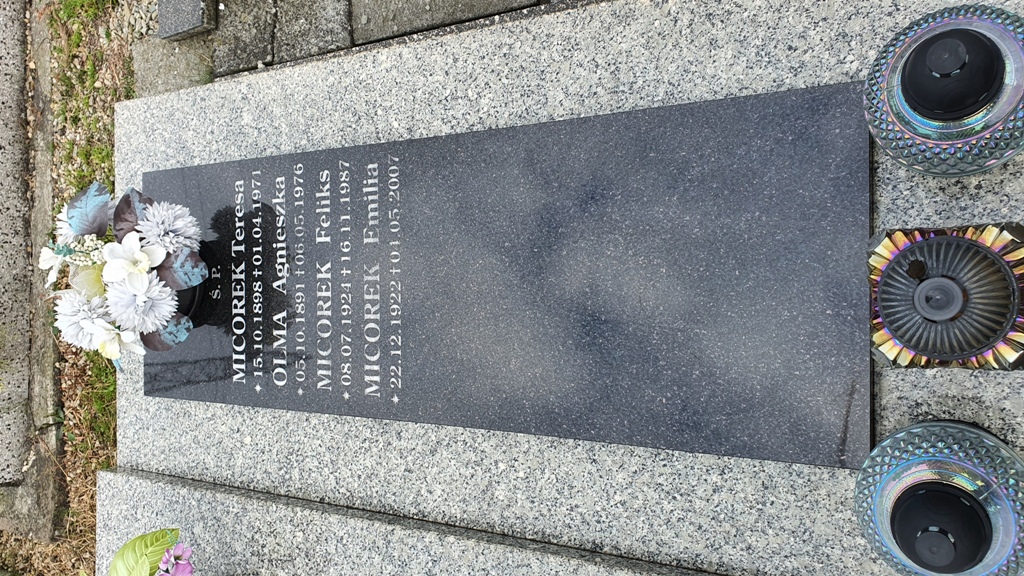 Ś. P.
MICOREK Teresa
* 15.10.1898 + 01.04.1971
OLMA Agnieszka
* 05.10.1891 + 06.05.1976
MICOREK Feliks
* 08.07.1924 + 16.11.1987
MICOREK Emilia
* 22.12.1922 + 01.05.2007